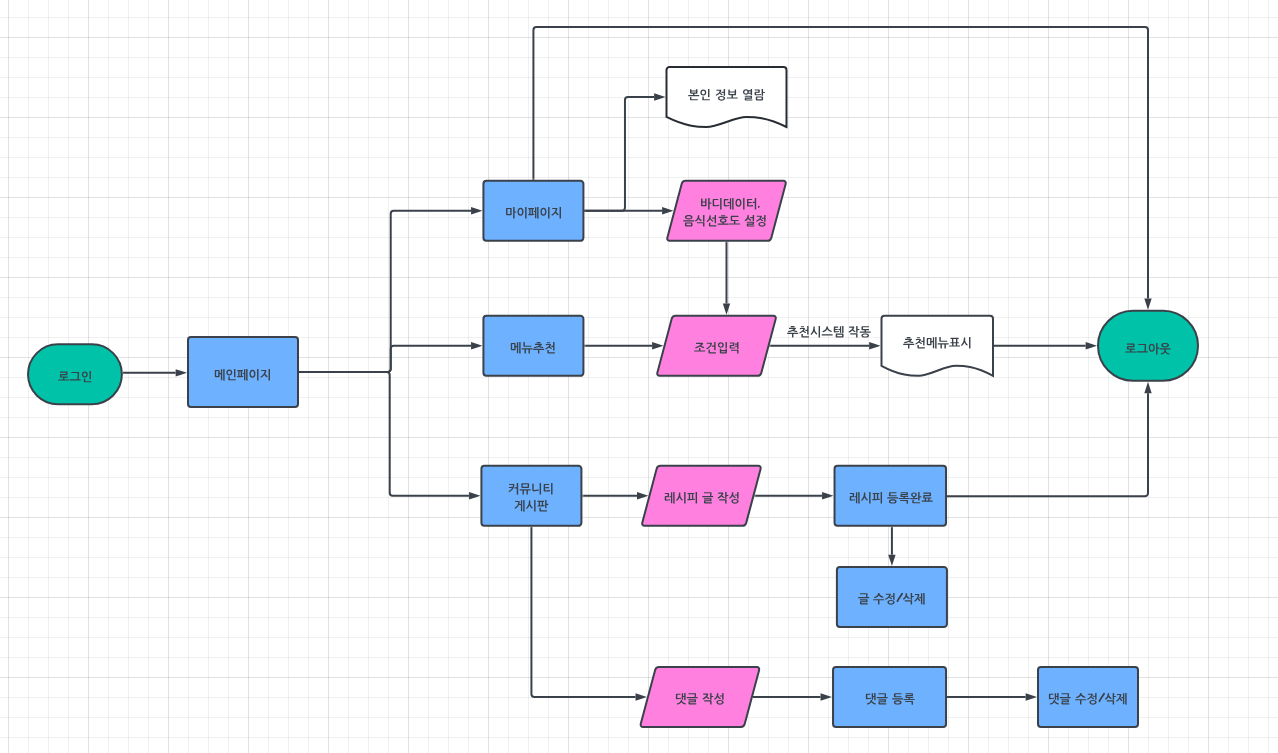 본인 정보 열람
마이페이지
바디데이터,
음식선호도 설정
로그인
메인페이지
메뉴추천
조건입력
추천시스템 작동
추천메뉴표시
로그아웃
커뮤니티
게시판
레시피 글 작성
레시피 등록완료
글 수정/삭제
댓글 작성
댓글 등록
댓글 수정/삭제